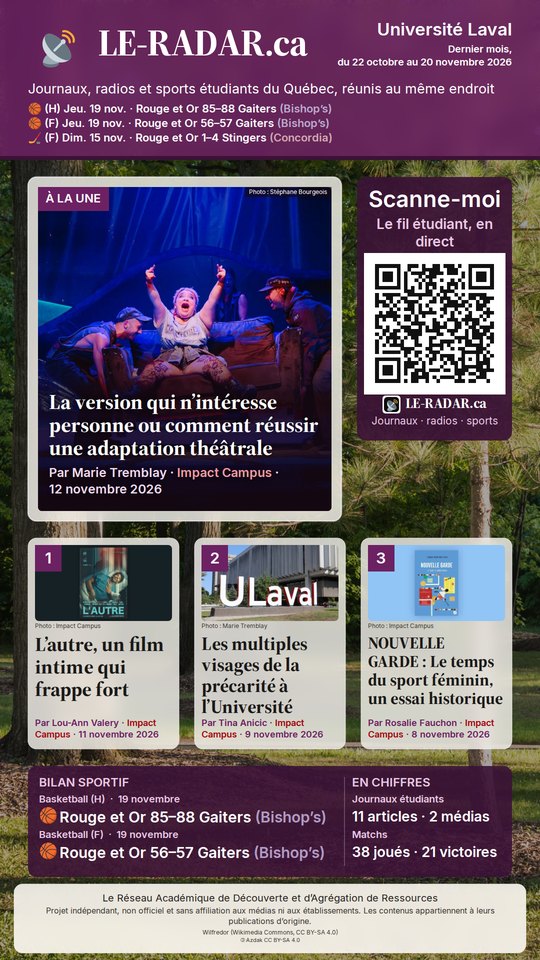 LE-RADAR.ca
Université Laval
Dernier mois,
du 22 octobre au 20 novembre 2026
Journaux, radios et sports étudiants du Québec, réunis au même endroit
(H) Jeu. 19 nov. · Rouge et Or 85–88 Gaiters (Bishop’s)
(F) Jeu. 19 nov. · Rouge et Or 56–57 Gaiters (Bishop’s)
(F) Dim. 15 nov. · Rouge et Or 1–4 Stingers (Concordia)
À LA UNE
Photo : Stéphane Bourgeois
La version qui n’intéresse
personne ou comment réussir
une adaptation théâtrale
Par Marie Tremblay · Impact Campus ·
12 novembre 2026
Scanne-moi
Le fil étudiant, en
direct
LE-RADAR.ca
Journaux · radios · sports
1
L’AUTRE
Photo : Impact Campus
L’autre, un film
intime qui
frappe fort
Par Lou-Ann Valery · Impact
Campus · 11 novembre 2026
2
ULaval
Photo : Marie Tremblay
Les multiples
visages de la
précarité à
l’Université
Par Tina Anicic · Impact
Campus · 9 novembre 2026
3
NOUVELLE
GARDE
Photo : Impact Campus
NOUVELLE
GARDE : Le temps
du sport féminin,
un essai historique
Par Rosalie Fauchon · Impact
Campus · 8 novembre 2026
BILAN SPORTIF
Basketball (H) · 19 novembre
Rouge et Or 85–88 Gaiters (Bishop’s)
Basketball (F) · 19 novembre
Rouge et Or 56–57 Gaiters (Bishop’s)
EN CHIFFRES
Journaux étudiants
11 articles · 2 médias
Matchs
38 joués · 21 victoires
Le Réseau Académique de Découverte et d’Agrégation de Ressources
Projet indépendant, non officiel et sans affiliation aux médias ni aux établissements. Les contenus appartiennent à leurs
publications d’origine.
Wilfredor (Wikimedia Commons, CC BY-SA 4.0)
@Azdak CC BY-SA 4.0